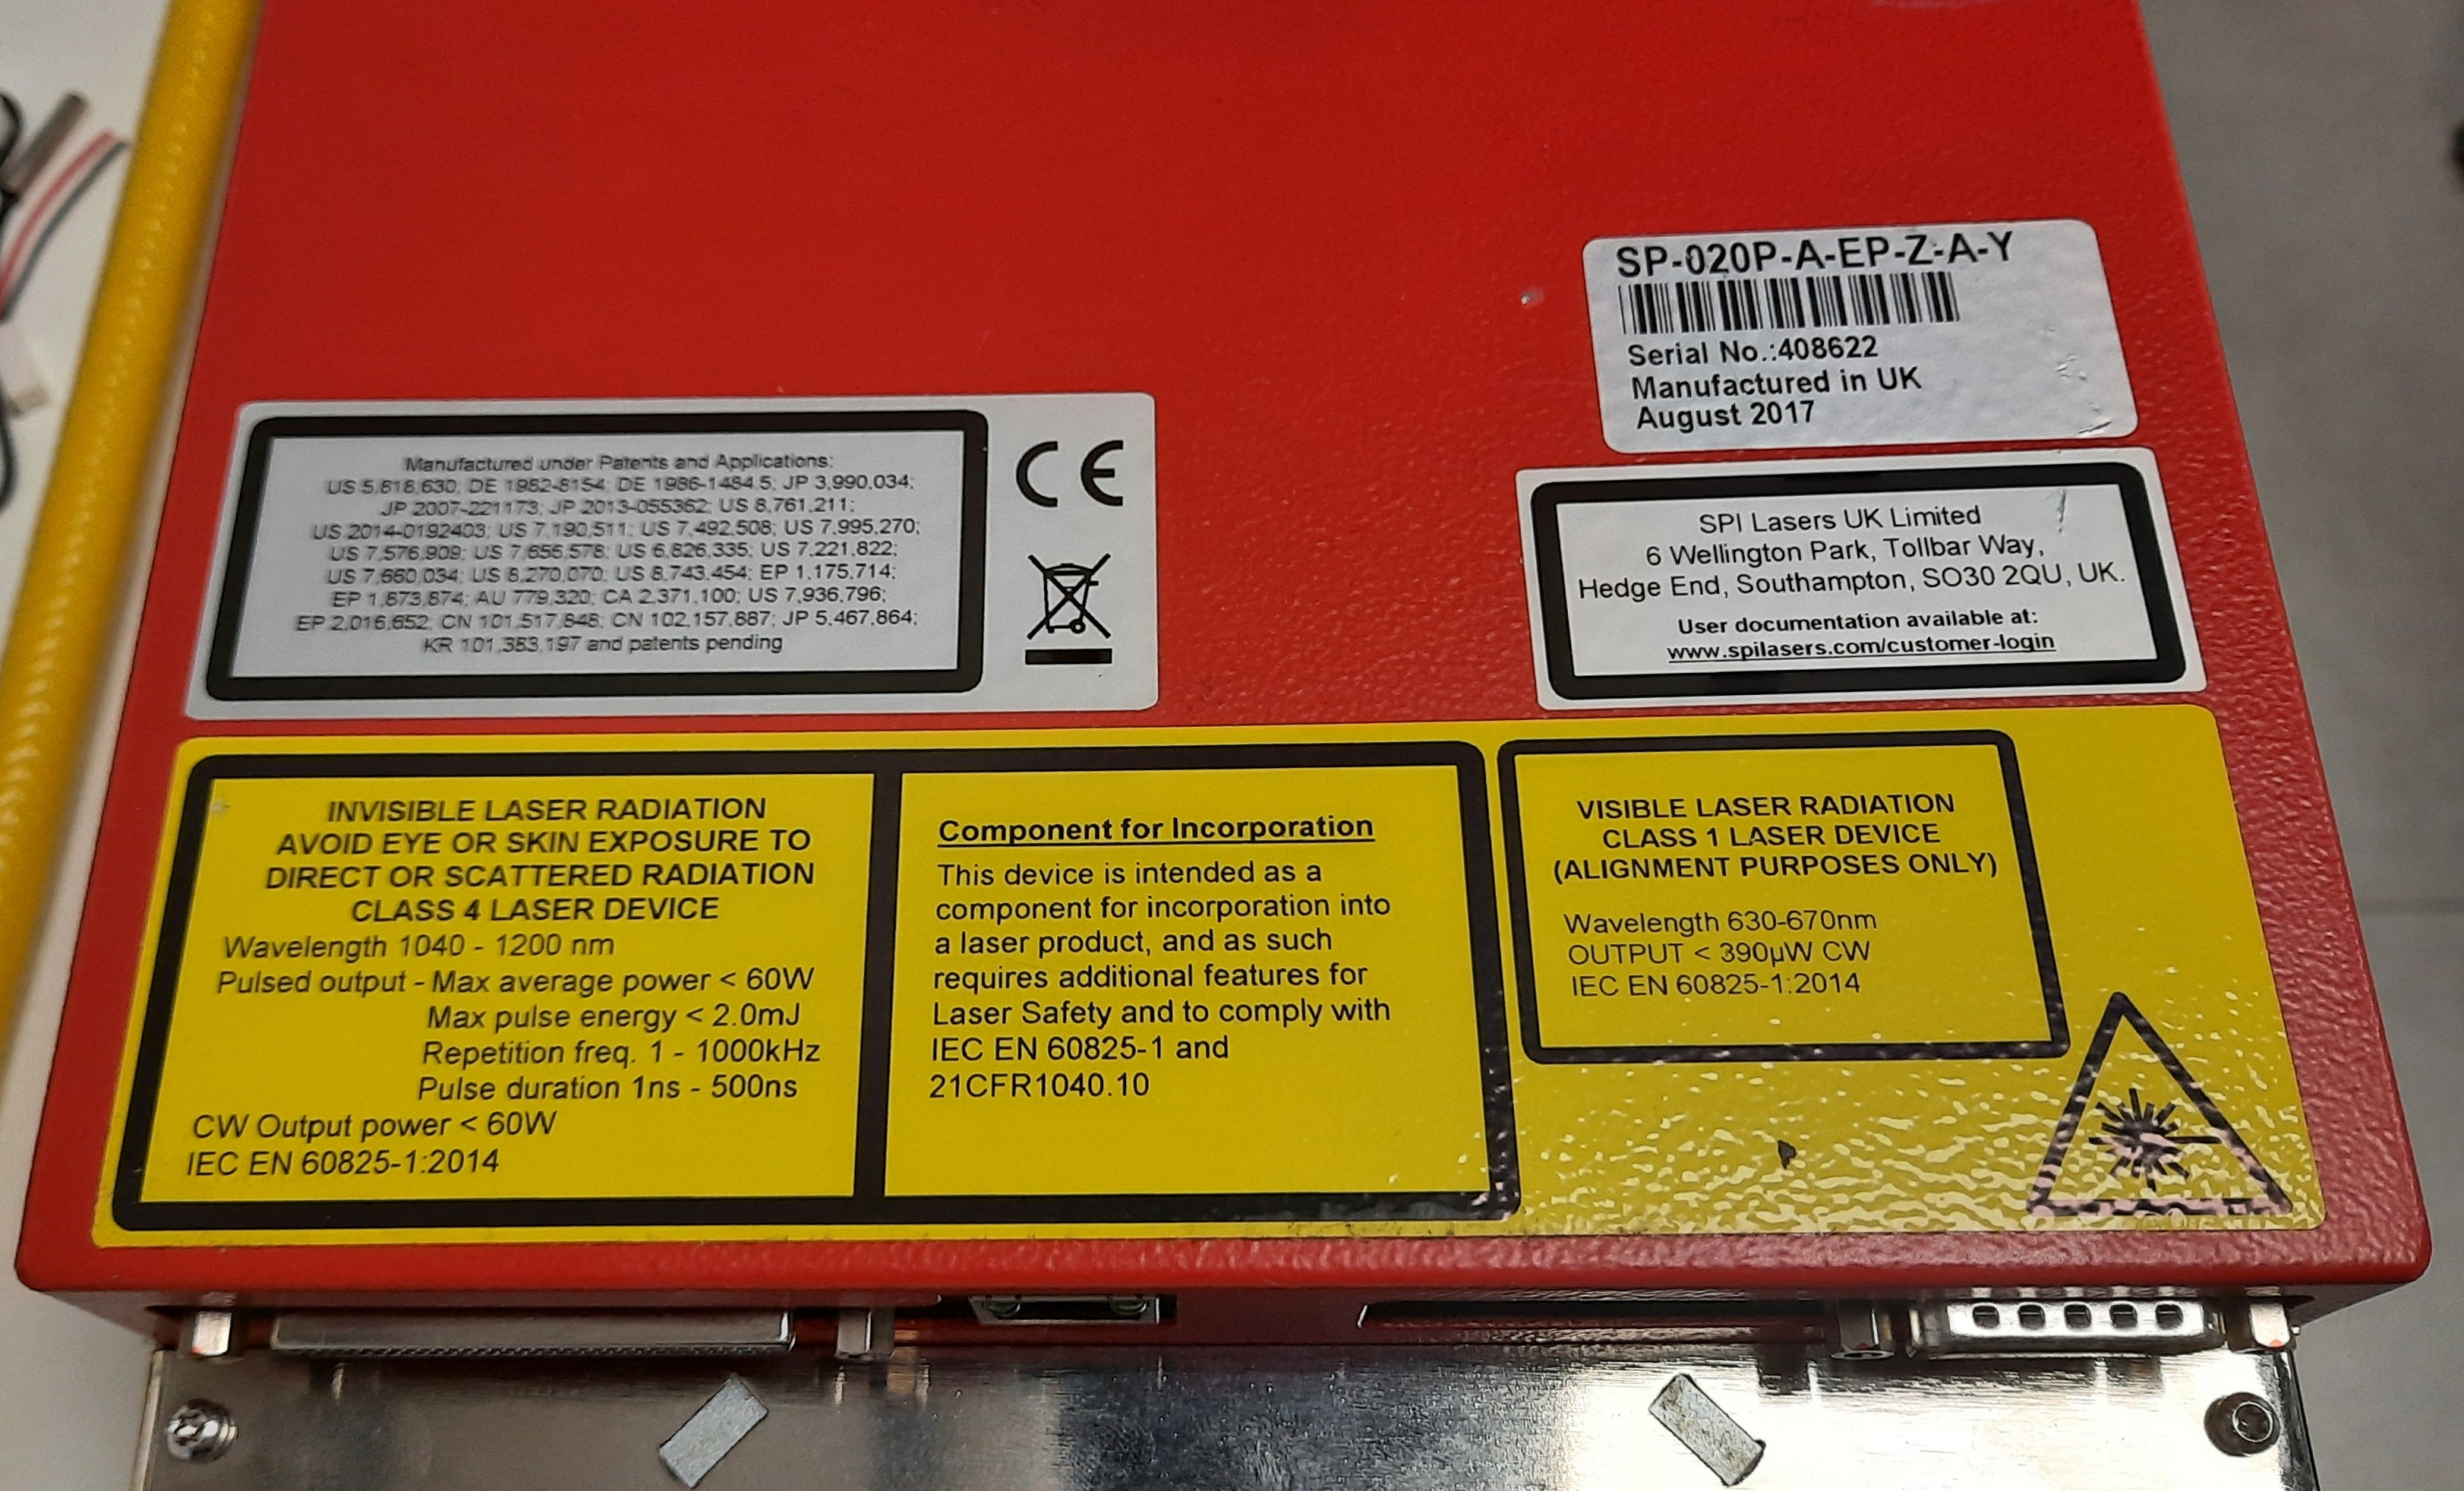 SP-020P-A-EP-Z-A-Y
Serial No.:408622
Manufactured in UK
August 2017
Manufactured under Patents and Applications:
US 5,818,630; DE 1982-8154; DE 1986-1484.5; JP 3,990,034;
JP 2007-221173; JP 2013-055362; US 8,761,211;
US 2014-0192403; US 7,190,511; US 7,492,508; US 7,995,270;
US 7,576,909; US 7,656,578; US 6,826,335; US 7,221,822;
US 7,660,034; US 8,270,070; US 8,743,454; EP 1,175,714;
EP 1,873,874; AU 779,320; CA 2,371,100; US 7,936,796;
EP 2,016,652; CN 101,517,848; CN 102,157,887; JP 5,467,864;
KR 101,383,197 and patents pending
CE
SPI Lasers UK Limited
6 Wellington Park, Tollbar Way,
Hedge End, Southampton, SO30 2QU, UK.
User documentation available at:
www.spilasers.com/customer-login
INVISIBLE LASER RADIATION
AVOID EYE OR SKIN EXPOSURE TO
DIRECT OR SCATTERED RADIATION
CLASS 4 LASER DEVICE
Wavelength 1040 - 1200 nm
Pulsed output - Max average power < 60W
Max pulse energy < 2.0mJ
Repetition freq. 1 - 1000kHz
Pulse duration 1ns - 500ns
CW Output power < 60W
IEC EN 60825-1:2014
Component for Incorporation
This device is intended as a
component for incorporation into
a laser product, and as such
requires additional features for
Laser Safety and to comply with
IEC EN 60825-1 and
21CFR1040.10
VISIBLE LASER RADIATION
CLASS 1 LASER DEVICE
(ALIGNMENT PURPOSES ONLY)
Wavelength 630-670nm
OUTPUT < 390µW CW
IEC EN 60825-1:2014